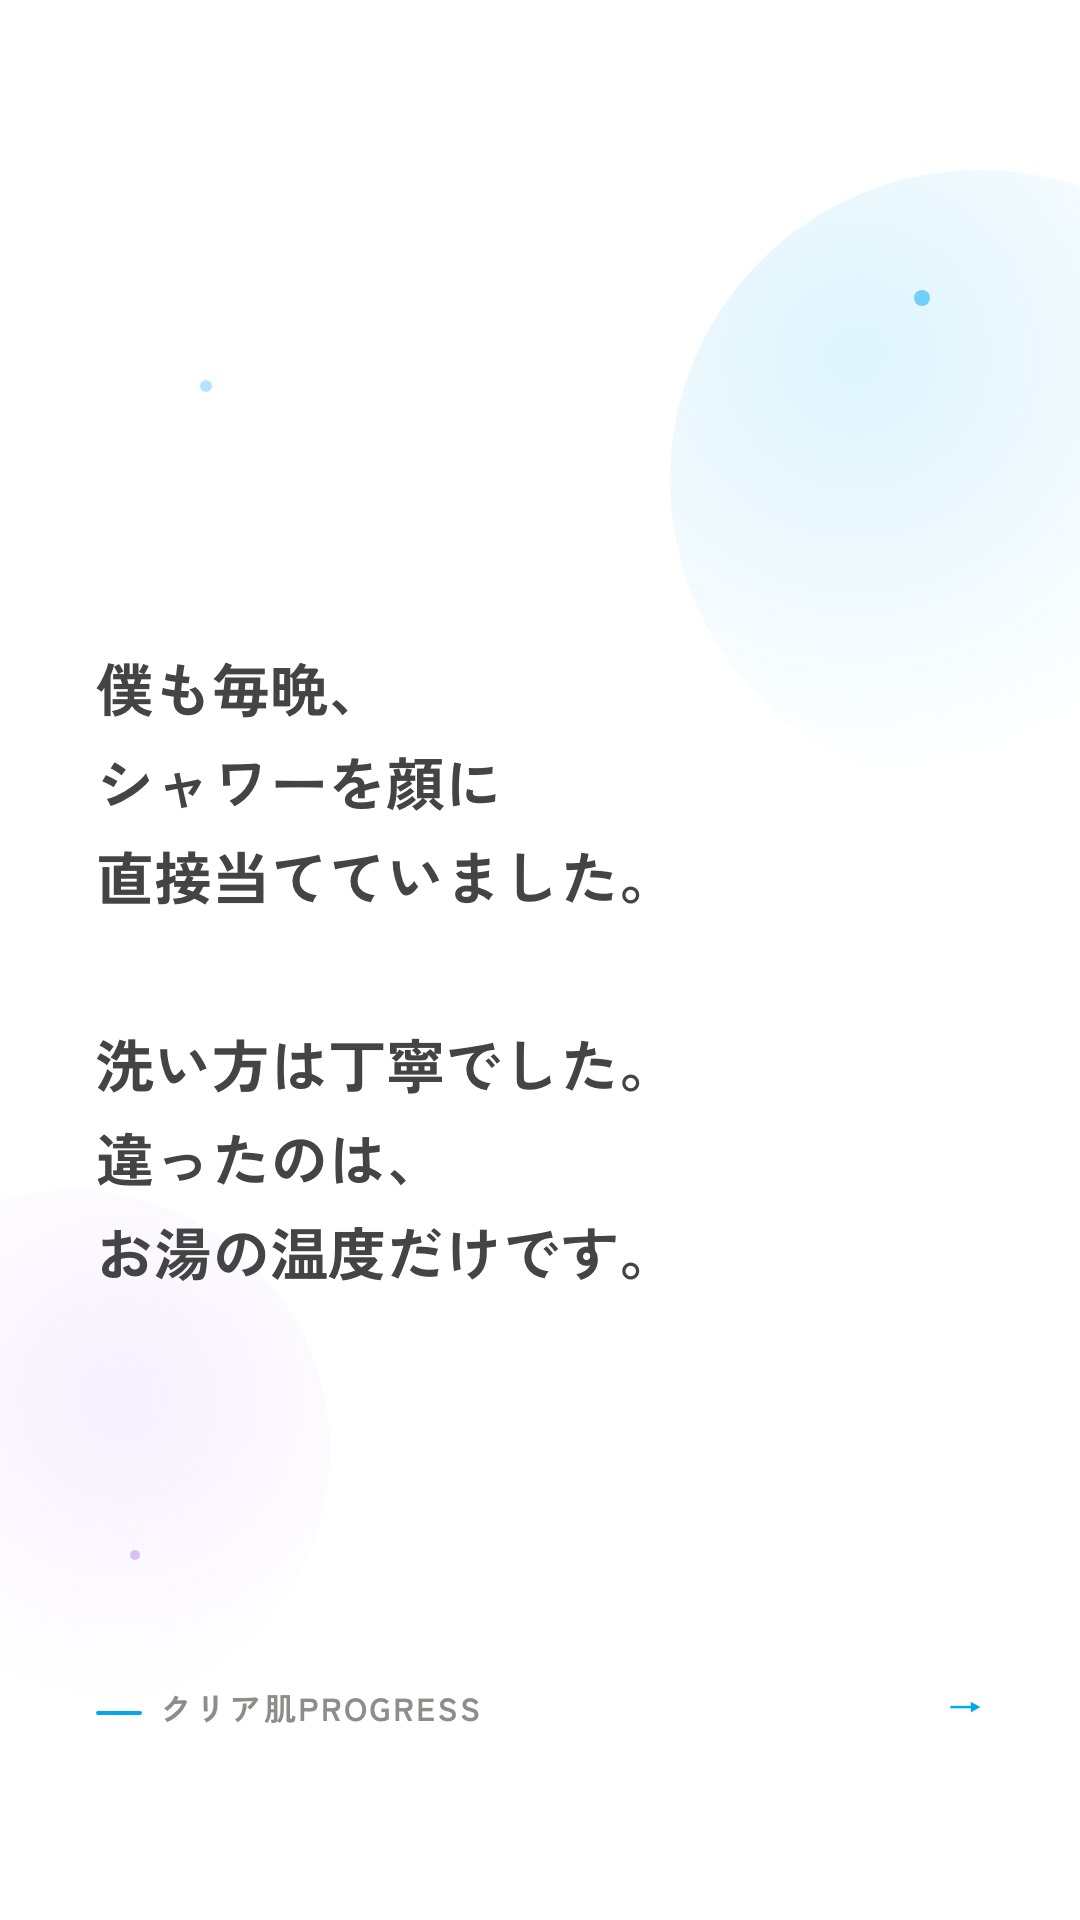 僕も毎晩、
シャワーを顔に
直接当てていました。
洗い方は丁寧でした。
違ったのは、
お湯の温度だけです。
クリア肌PROGRESS
→